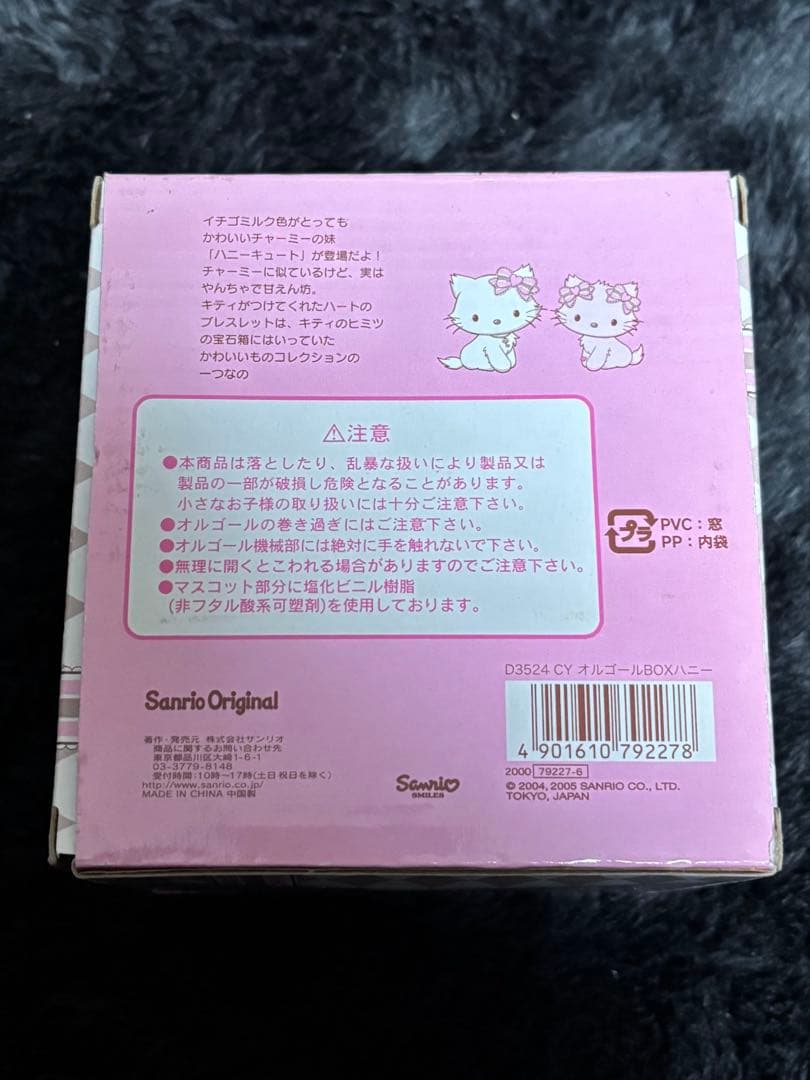 イチゴミルク色がとっても
かわいいチャーミーの妹
「ハニーキュート」が登場だよ！
チャーミーに似ているけど、実は
やんちゃで甘えん坊。
キティがつけてくれたハートの
ブレスレットは、キティのヒミツ
の宝石箱にはいっていた
かわいいものコレクションの
一つなの
⚠注意
●本商品は落としたり、乱暴な扱いにより製品又は
製品の一部が破損し危険となることがあります。
小さなお子様の取り扱いには十分ご注意下さい。
●オルゴールの巻き過ぎにはご注意下さい。
●オルゴール機械部には絶対に手を触れないで下さい。
●無理に開くとこわれる場合がありますのでご注意下さい。
●マスコット部分に塩化ビニル樹脂
(非フタル酸系可塑剤)を使用しております。
プラ
PVC：窓
PP：内袋
D3524 CY オルゴールBOXハニー
4 901610 792278
2000 79227-6
© 2004, 2005 SANRIO CO., LTD.
TOKYO, JAPAN
Sanrio Original
著作・発売元 株式会社サンリオ
商品に関するお問い合わせ先
東京都品川区大崎1-6-1
03-3779-8148
受付時間：10時〜17時(土日祝日を除く)
http://www.sanrio.co.jp/
MADE IN CHINA 中国製
Sanrio
SMILES